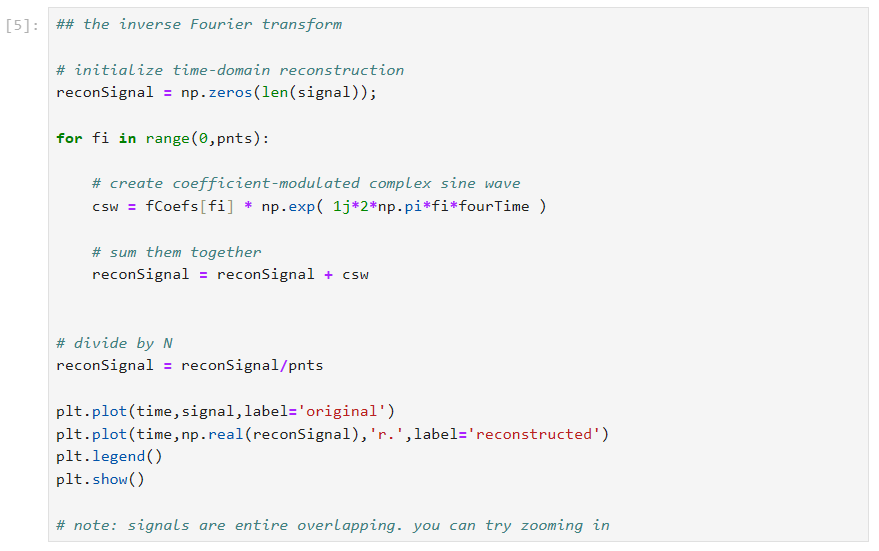 [5]:
## the inverse Fourier transform
# initialize time-domain reconstruction
reconSignal = np.zeros(len(signal));
for fi in range(0,pnts):
# create coefficient-modulated complex sine wave
csw = fCoefs[fi] * np.exp( 1j*2*np.pi*fi*fourTime )
# sum them together
reconSignal = reconSignal + csw
# divide by N
reconSignal = reconSignal/pnts
plt.plot(time,signal,label='original')
plt.plot(time,np.real(reconSignal),'r.',label='reconstructed')
plt.legend()
plt.show()
# note: signals are entire overlapping. you can try zooming in